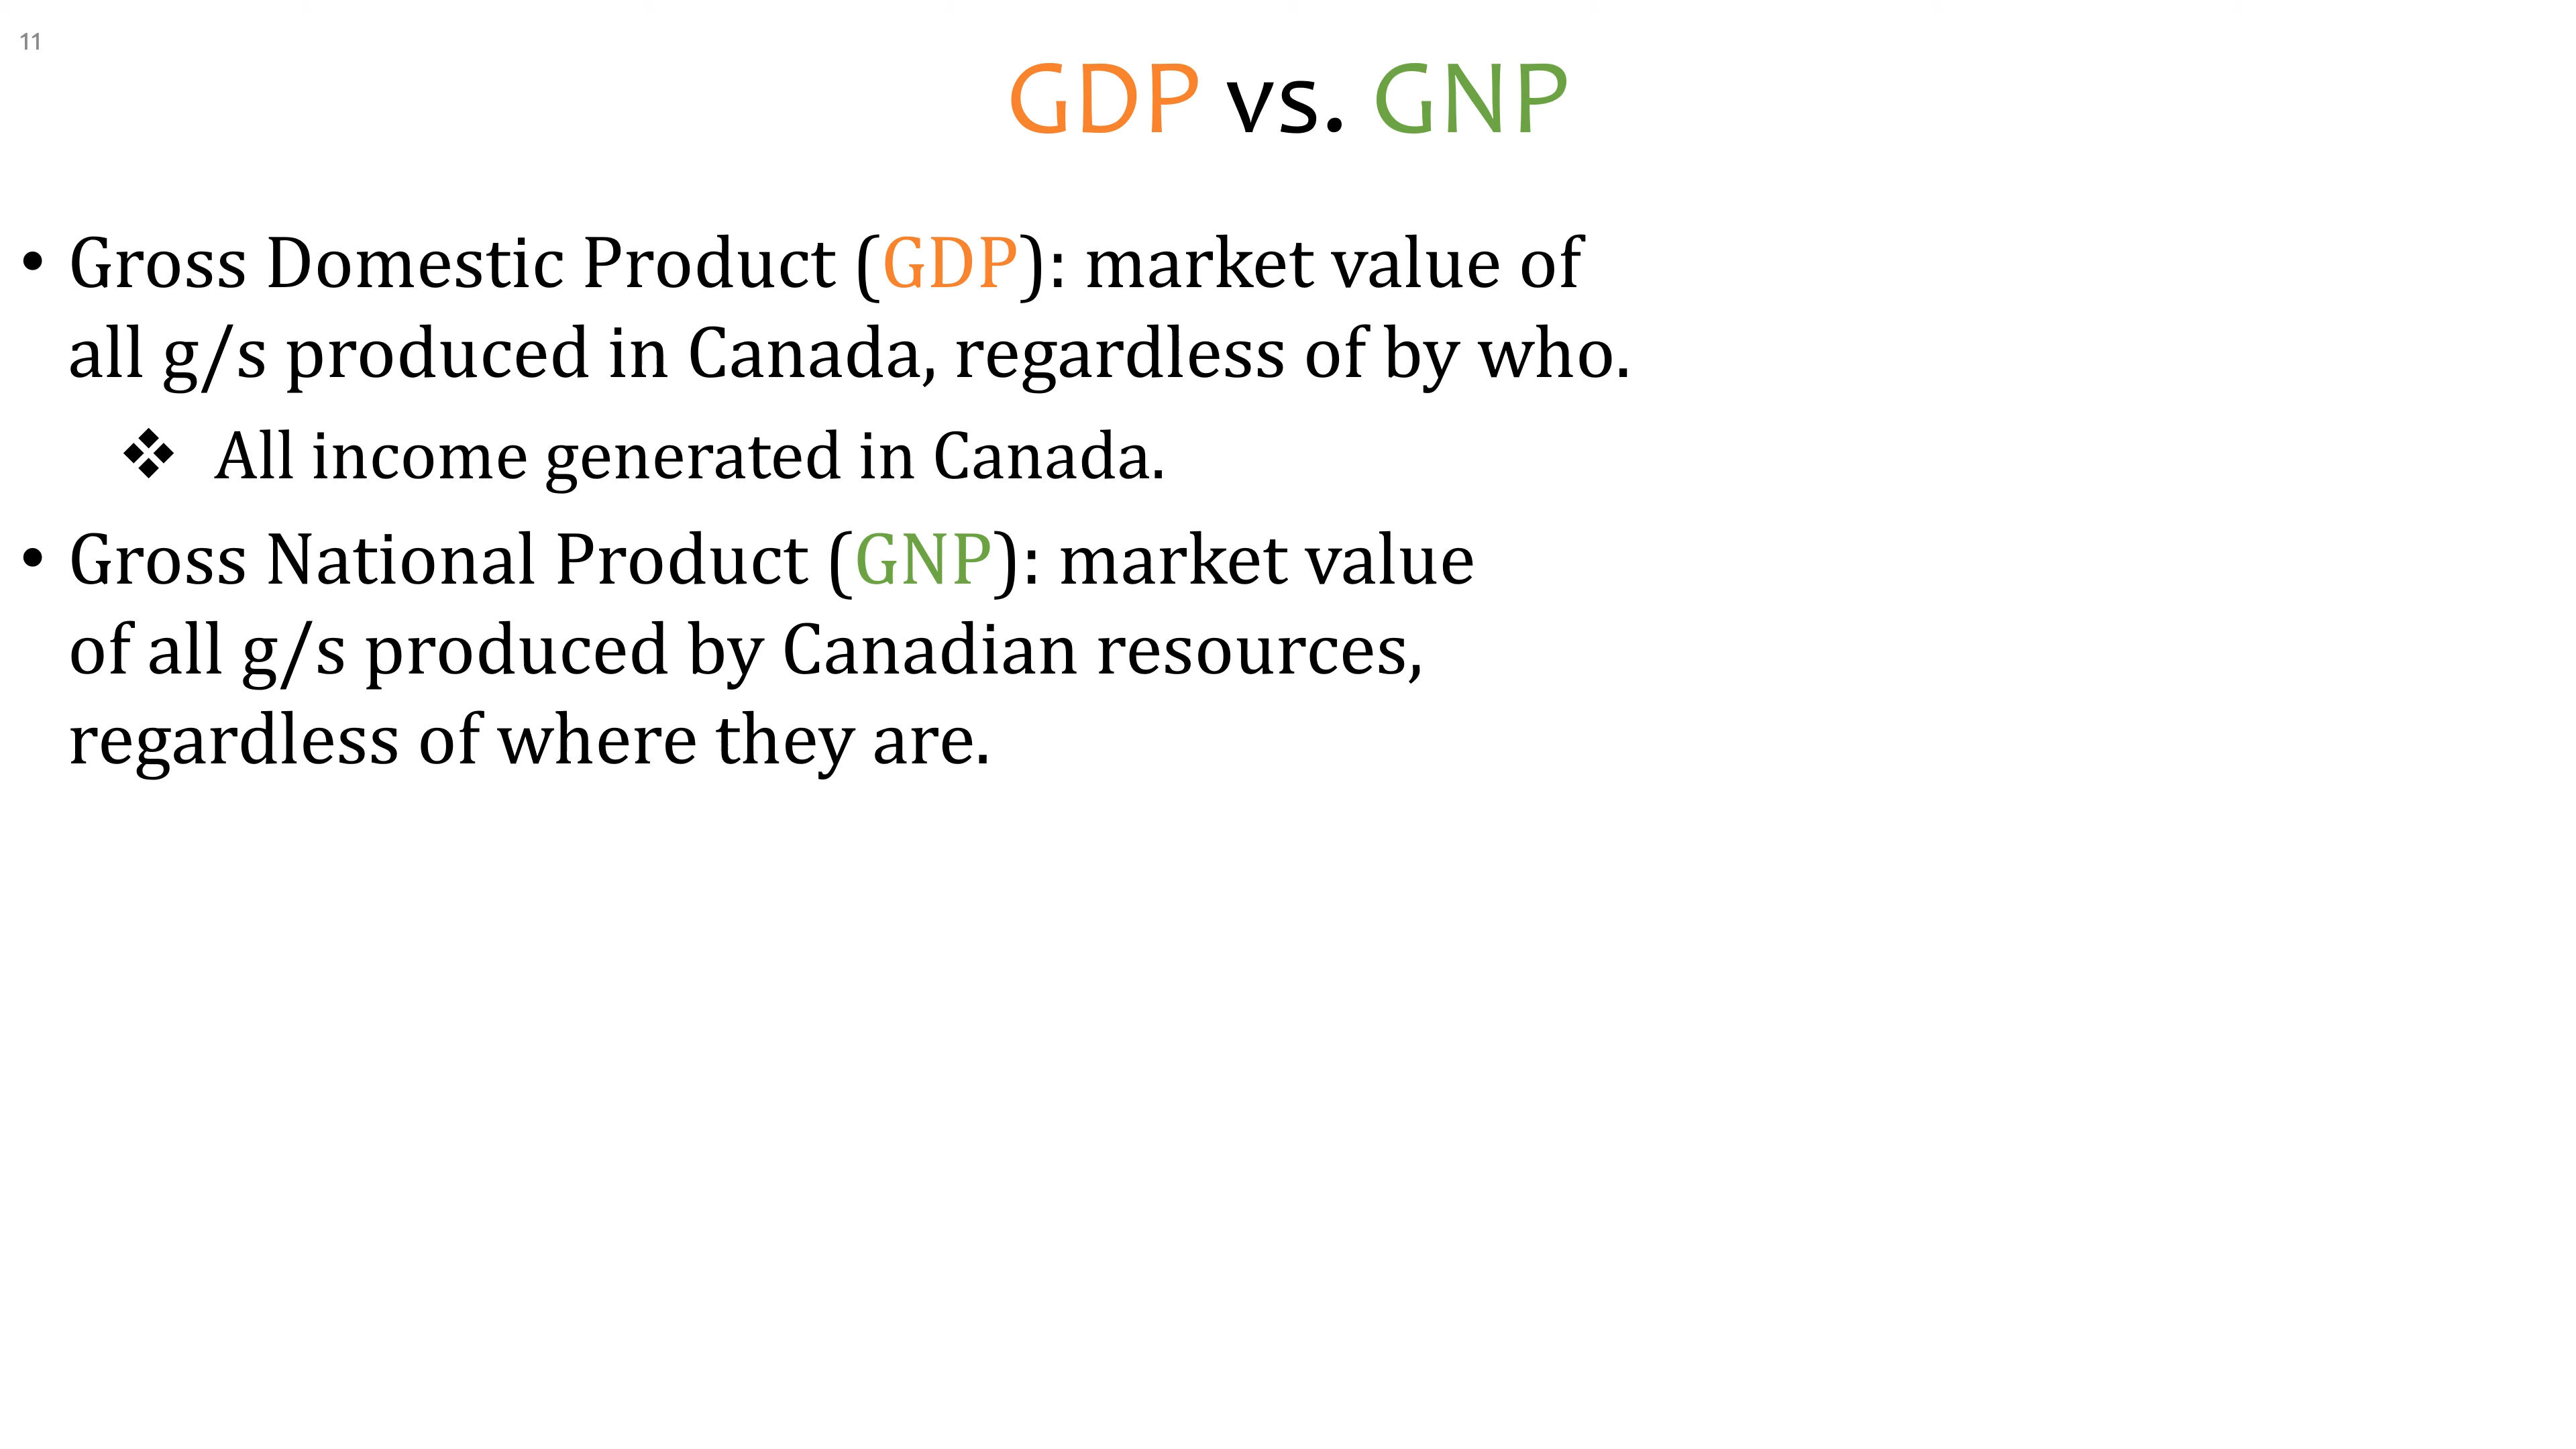 11
GDP vs. GNP
• Gross Domestic Product (GDP): market value of
all g/s produced in Canada, regardless of by who.
❖ All income generated in Canada.
• Gross National Product (GNP): market value
of all g/s produced by Canadian resources,
regardless of where they are.